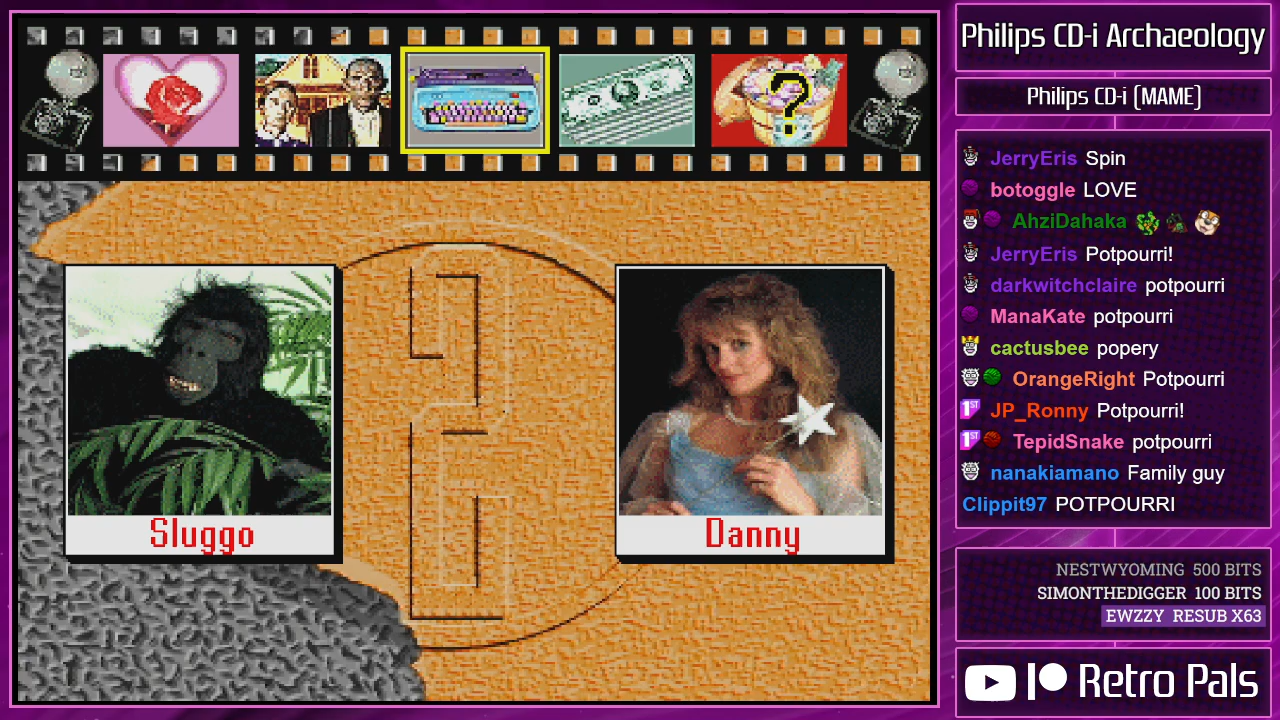 Philips CD-i Archaeology
Philips CD-i [MAME]
JerryEris Spin
botoggle LOVE
AhziDahaka
JerryEris Potpourri!
darkwitchclaire potpourri
ManaKate potpourri
cactusbee popery
OrangeRight Potpourri
1ST JP_Ronny Potpourri!
1ST TepidSnake potpourri
nanakiamano Family guy
Clippit97 POTPOURRI
?
Sluggo
Danny
NESTWYOMING 500 BITS
SIMONTHEDIGGER 100 BITS
EWZZY RESUB X63
Retro Pals